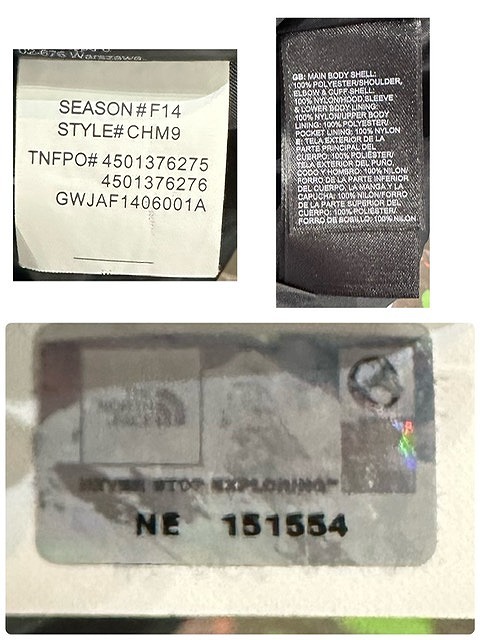 02-676 Warszawa
SEASON#F14
STYLE#CHM9
TNFPO# 4501376275
4501376276
GWJAF1406001A
GB: MAIN BODY SHELL:
100% POLYESTER/SHOULDER,
ELBOW & CUFF SHELL:
100% NYLON/HOOD,SLEEVE
& LOWER BODY LINING:
100% NYLON/UPPER BODY
LINING: 100% POLYESTER/
POCKET LINING: 100% NYLON
E: TELA EXTERIOR DE LA
PARTE PRINCIPAL DEL
CUERPO: 100% POLIÉSTER/
TELA EXTERIOR DEL PUÑO,
CODO Y HOMBRO: 100% NILON/
FORRO DE LA PARTE INFERIOR
DEL CUERPO, LA MANGA Y LA
CAPUCHA: 100% NILON/FORRO
DE LA PARTE SUPERIOR DEL
CUERPO: 100% POLIÉSTER/
FORRO DE BOLSILLO: 100% NILON
NEVER STOP EXPLORING™
NE 151554